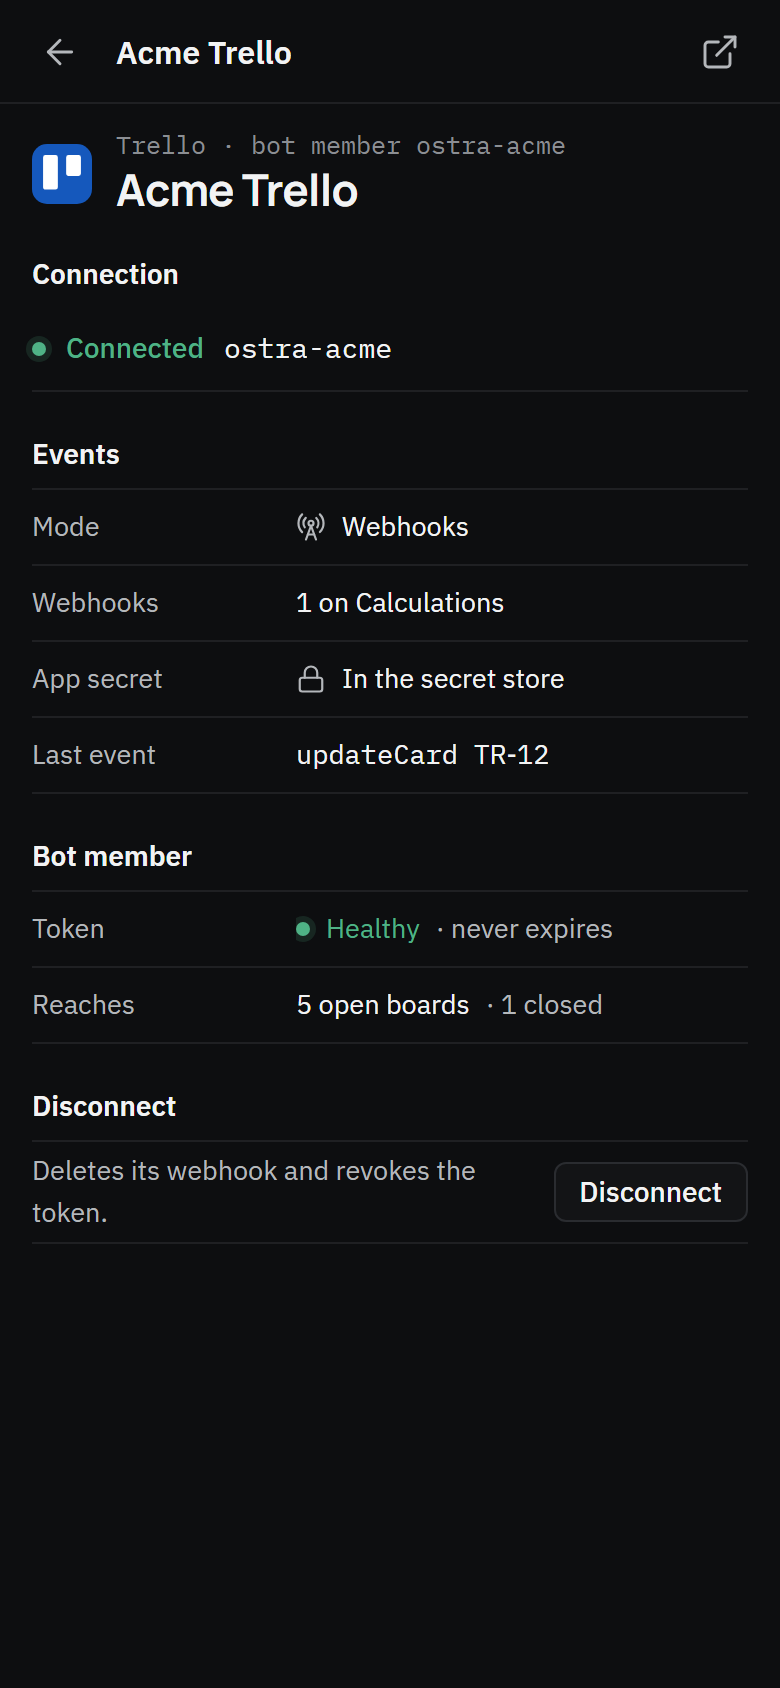 Acme Trello
Trello · bot member ostra-acme
Acme Trello
Connection
Connected ostra-acme
Events
Mode Webhooks
Webhooks 1 on Calculations
App secret In the secret store
Last event updateCard TR-12
Bot member
Token Healthy · never expires
Reaches 5 open boards · 1 closed
Disconnect
Deletes its webhook and revokes the
token.
Disconnect